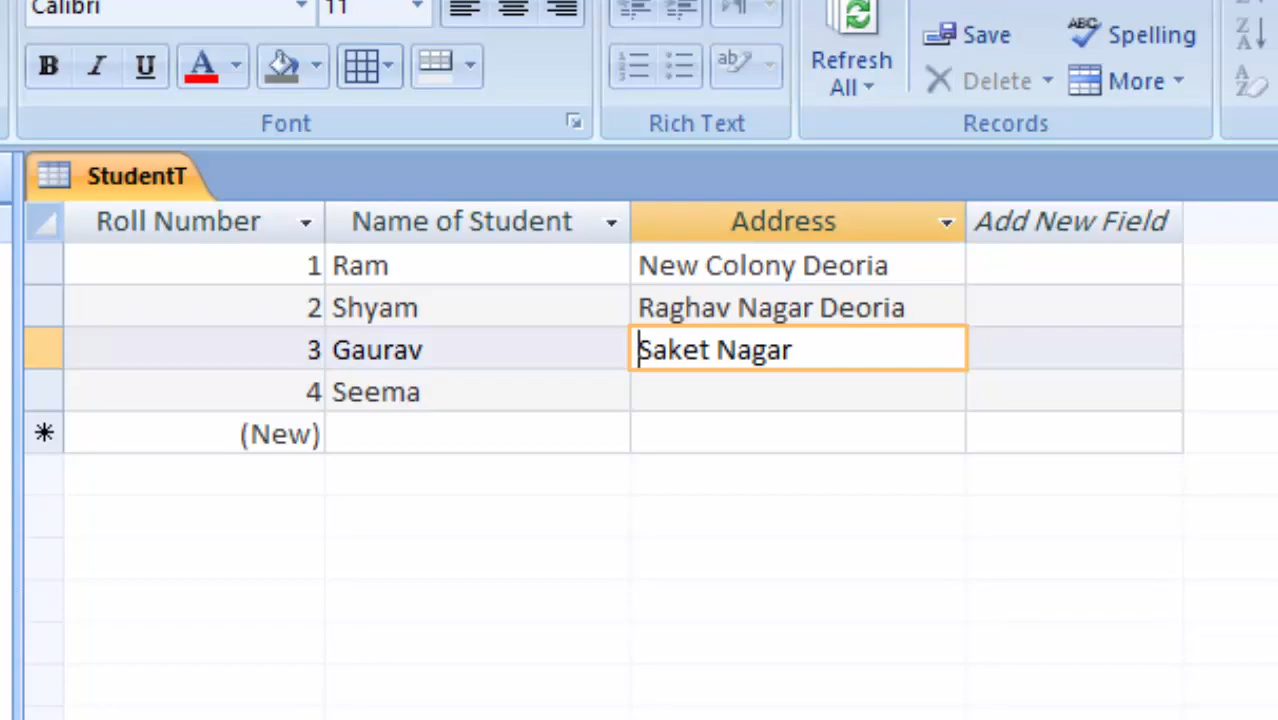 Calibri 11
B I U A
Refresh All
Save
Delete
Spelling
More
Font
Rich Text
Records
StudentT
Roll Number Name of Student Address Add New Field
1 Ram New Colony Deoria
2 Shyam Raghav Nagar Deoria
3 Gaurav Saket Nagar
4 Seema
* (New)